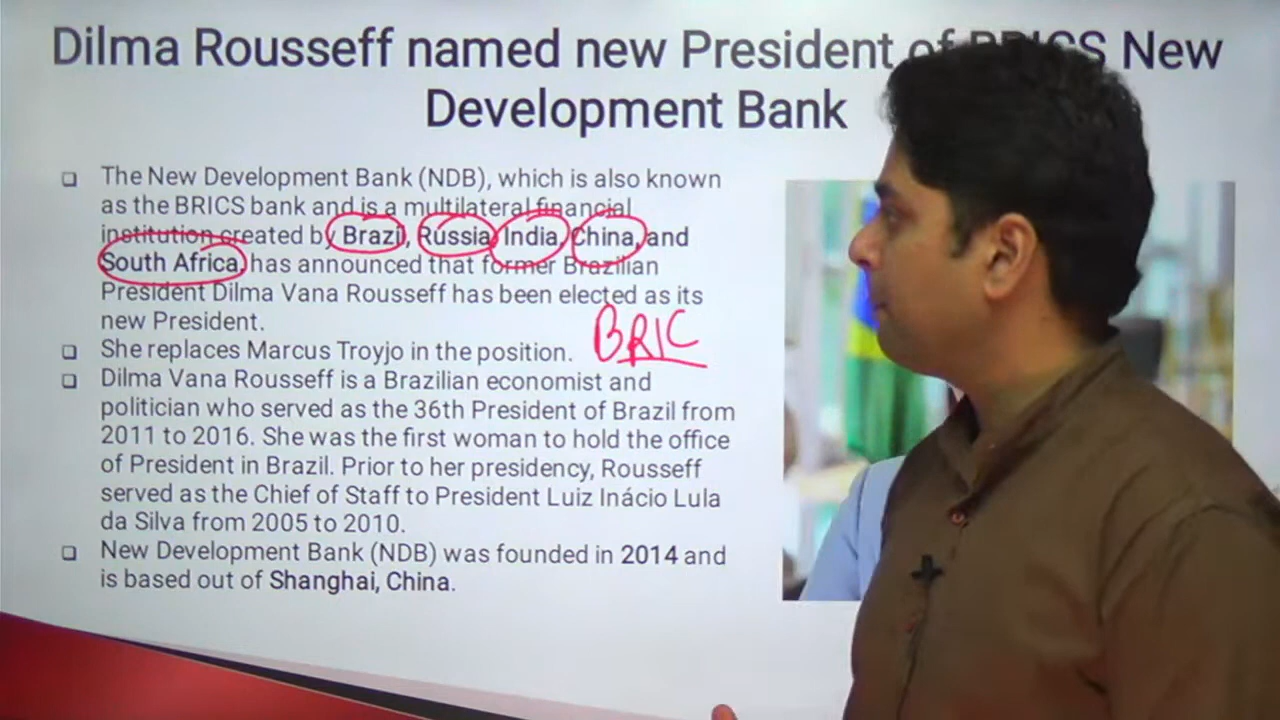 Dilma Rousseff named new President of BRICS New
Development Bank
❑ The New Development Bank (NDB), which is also known
as the BRICS bank and is a multilateral financial
institution created by Brazil, Russia, India, China, and
South Africa, has announced that former Brazilian
President Dilma Vana Rousseff has been elected as its
new President.
BRIC
❑ She replaces Marcus Troyjo in the position.
❑ Dilma Vana Rousseff is a Brazilian economist and
politician who served as the 36th President of Brazil from
2011 to 2016. She was the first woman to hold the office
of President in Brazil. Prior to her presidency, Rousseff
served as the Chief of Staff to President Luiz Inácio Lula
da Silva from 2005 to 2010.
❑ New Development Bank (NDB) was founded in 2014 and
is based out of Shanghai, China.